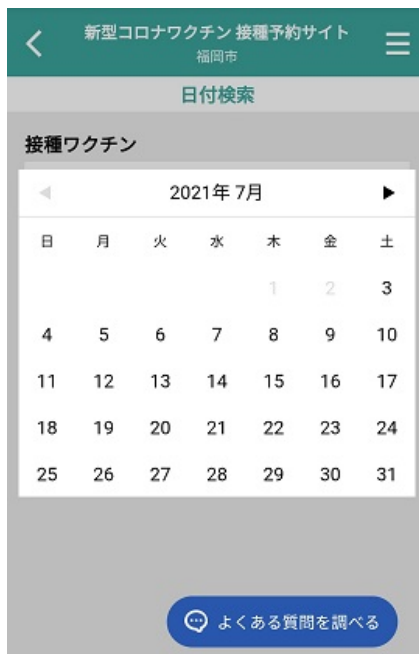 新型コロナワクチン 接種予約サイト
福岡市
日付検索
接種ワクチン
2021年 7月
日 月 火 水 木 金 土
1 2 3
4 5 6 7 8 9 10
11 12 13 14 15 16 17
18 19 20 21 22 23 24
25 26 27 28 29 30 31
よくある質問を調べる